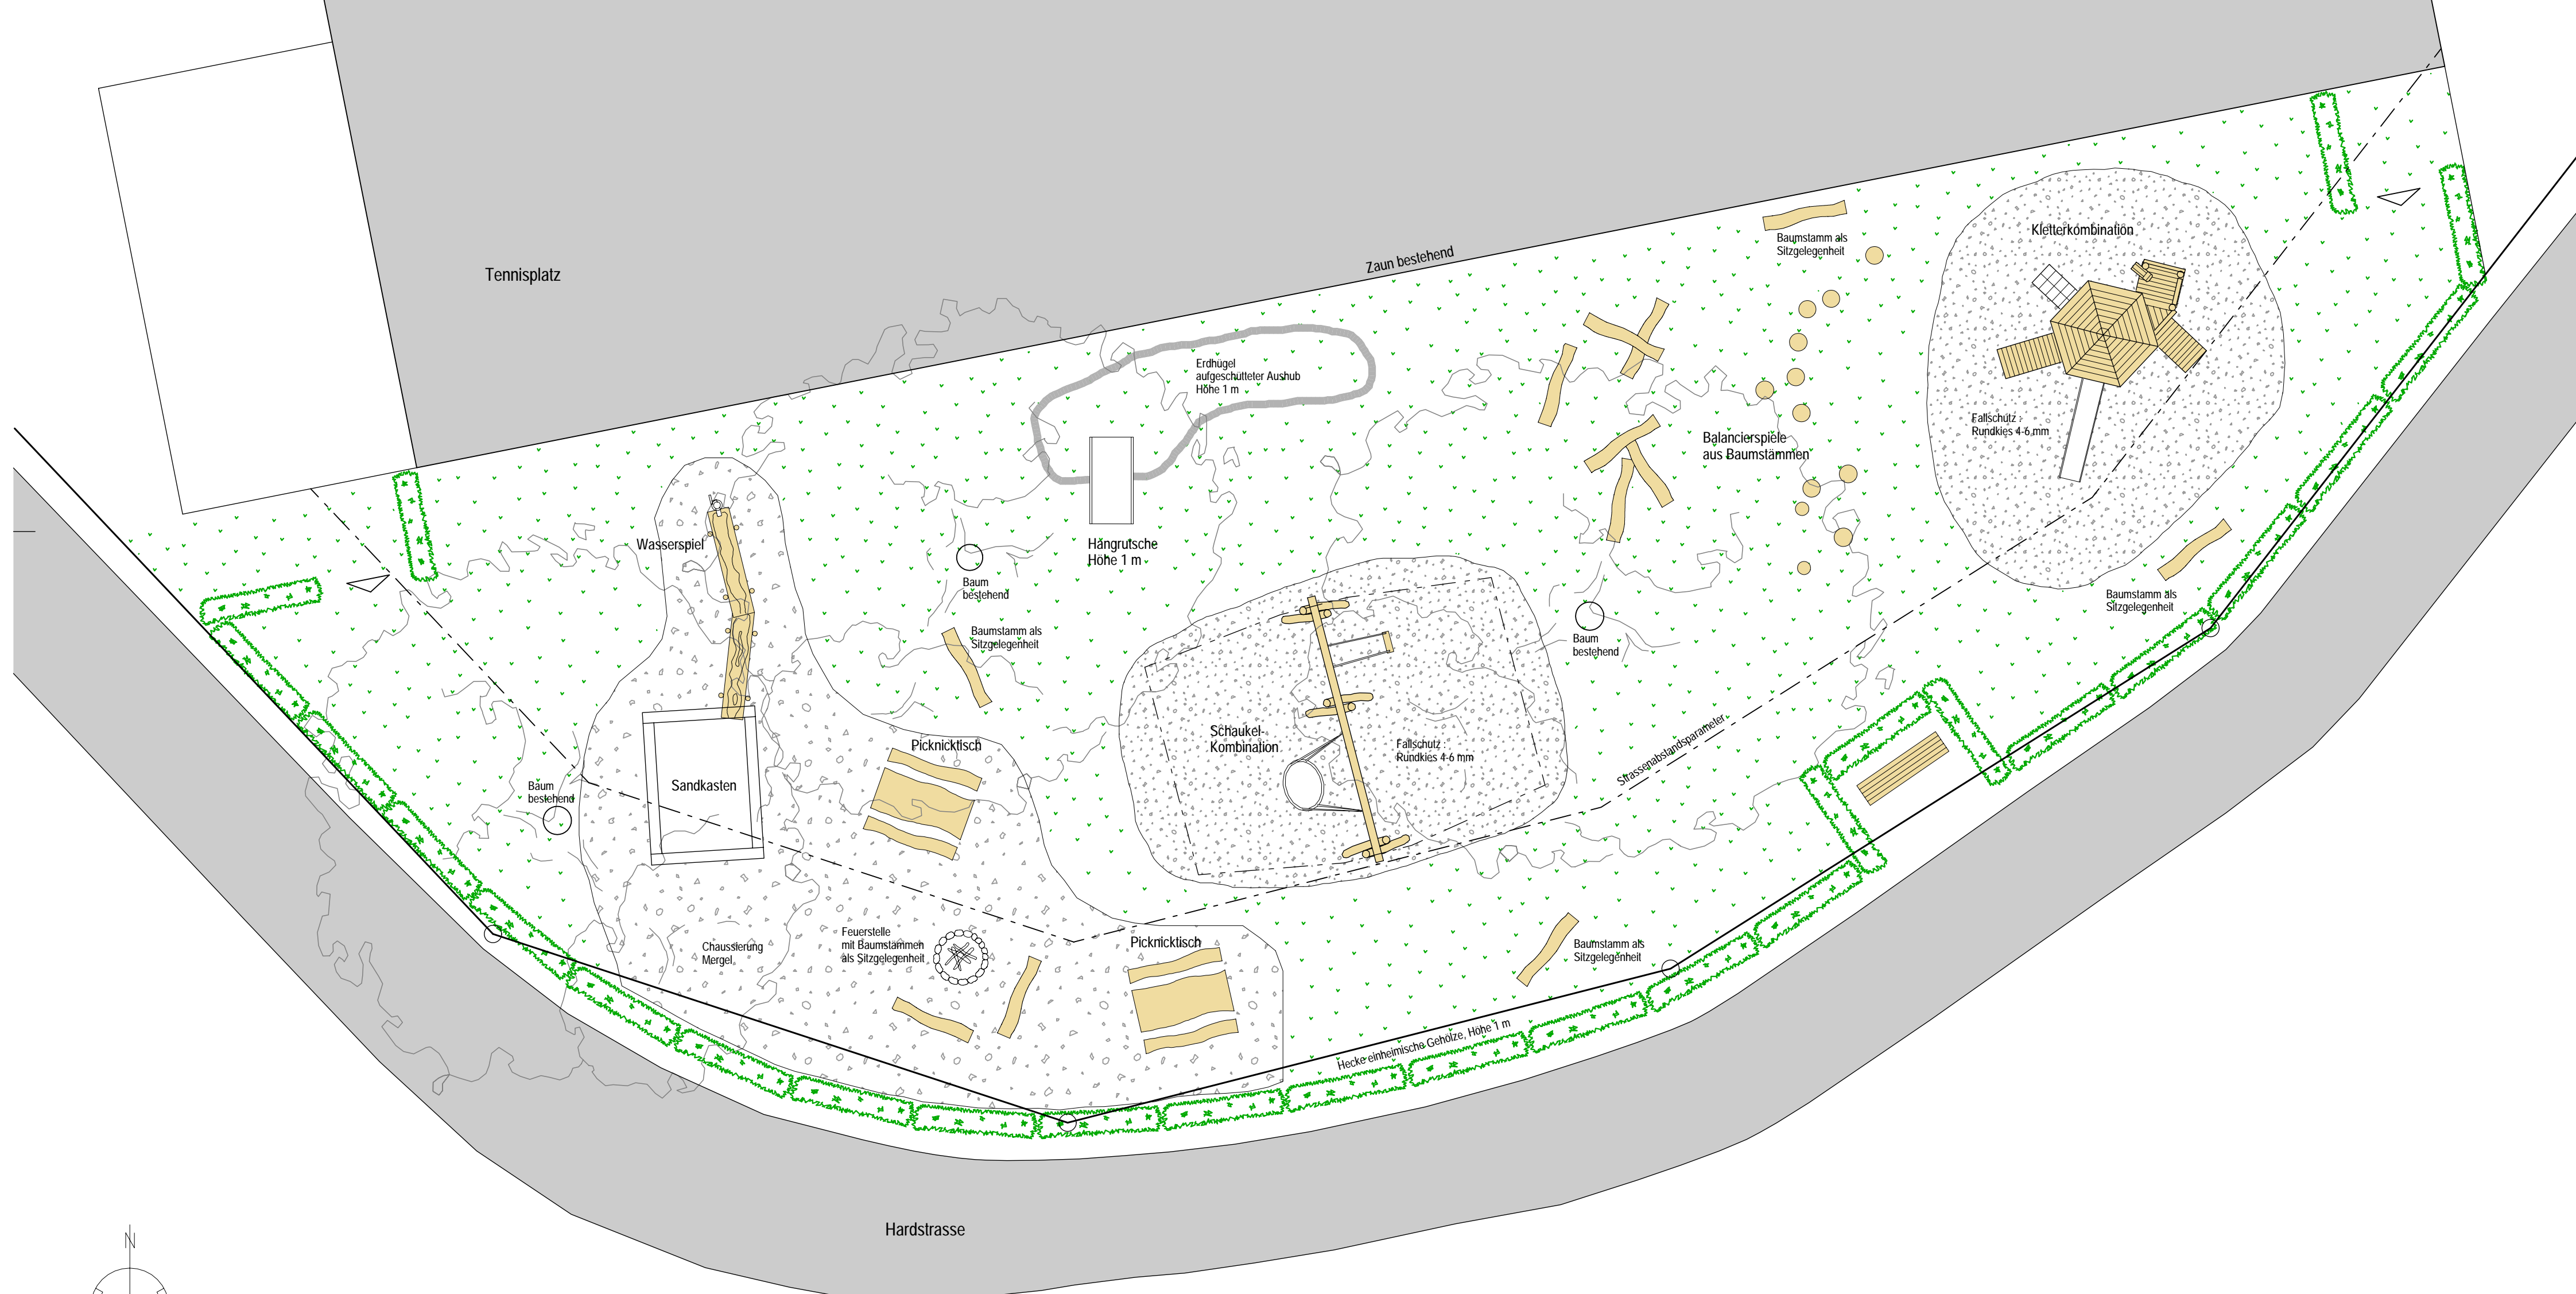 Tennisplatz
Zaun bestehend
Baumstamm als
Sitzgelegenheit
Kletterkombination
Fallschutz :
Rundkies 4-6 mm
Erdhügel
aufgeschütteter Aushub
Höhe 1 m
Balancierspiele
aus Baumstämmen
Wasserspiel
Hangrutsche
Höhe 1 m
Baum
bestehend
Baumstamm als
Sitzgelegenheit
Baum
bestehend
Baumstamm als
Sitzgelegenheit
Schaukel-
Kombination
Fallschutz :
Rundkies 4-6 mm
Strassenabstandsparameter
Picknicktisch
Sandkasten
Baum
bestehend
Chaussierung
Mergel
Feuerstelle
mit Baumstämmen
als Sitzgelegenheit
Picknicktisch
Baumstamm als
Sitzgelegenheit
Hecke einheimische Gehölze, Höhe 1 m
Hardstrasse
N